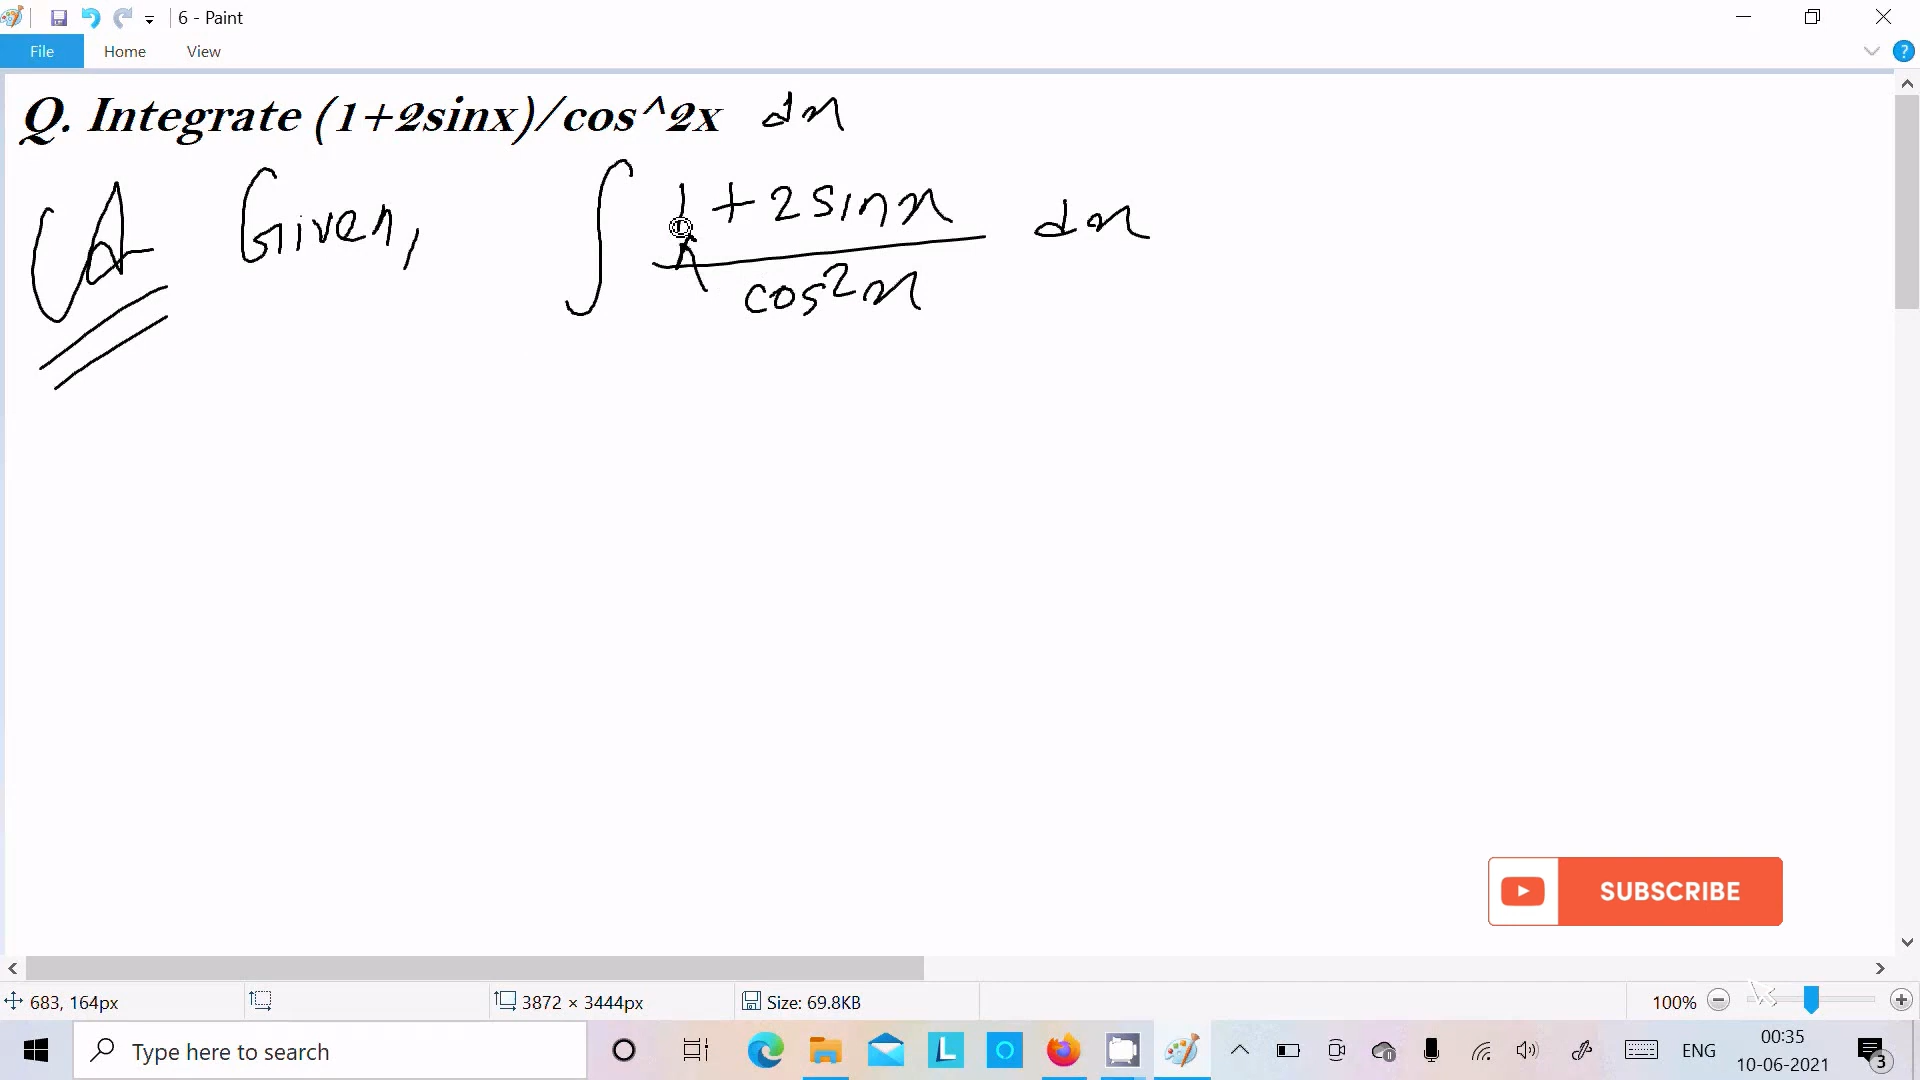 6 - Paint
File Home View
Q. Integrate (1+2sinx)/cos^2x dx
A Given, ∫ 1+2sinx dx
cos²x
SUBSCRIBE
683, 164px 3872 × 3444px Size: 69.8KB 100%
Type here to search ENG 00:35
10-06-2021 3